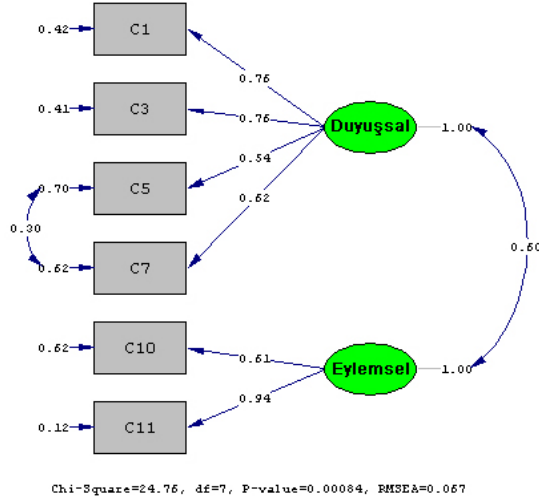 0.42
C1
0.76
0.41
C3
0.76
Duyuşsal
1.00
0.54
0.70
C5
0.62
0.30
0.62
C7
0.60
0.62
C10
0.61
Eylemsel
1.00
0.94
0.12
C11
Chi-Square=24.76, df=7, P-value=0.00084, RMSEA=0.067